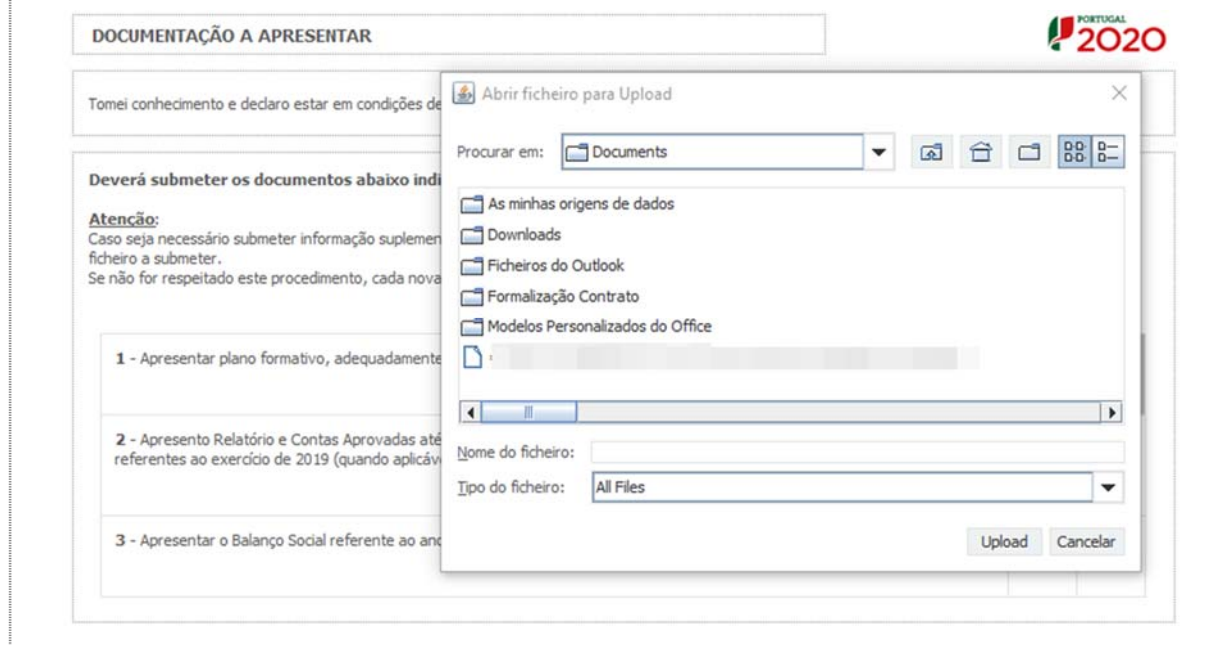 DOCUMENTAÇÃO A APRESENTAR
PORTUGAL
2020
Tomei conhecimento e declaro estar em condições de
Deverá submeter os documentos abaixo indi
Atenção:
Caso seja necessário submeter informação suplemen
ficheiro a submeter.
Se não for respeitado este procedimento, cada nova
1 - Apresentar plano formativo, adequadamente
2 - Apresento Relatório e Contas Aprovadas até
referentes ao exercício de 2019 (quando aplicáv
3 - Apresentar o Balanço Social referente ao ano
Abrir ficheiro para Upload
Procurar em: Documents
As minhas origens de dados
Downloads
Ficheiros do Outlook
Formalização Contrato
Modelos Personalizados do Office
Nome do ficheiro:
Tipo do ficheiro: All Files
Upload Cancelar